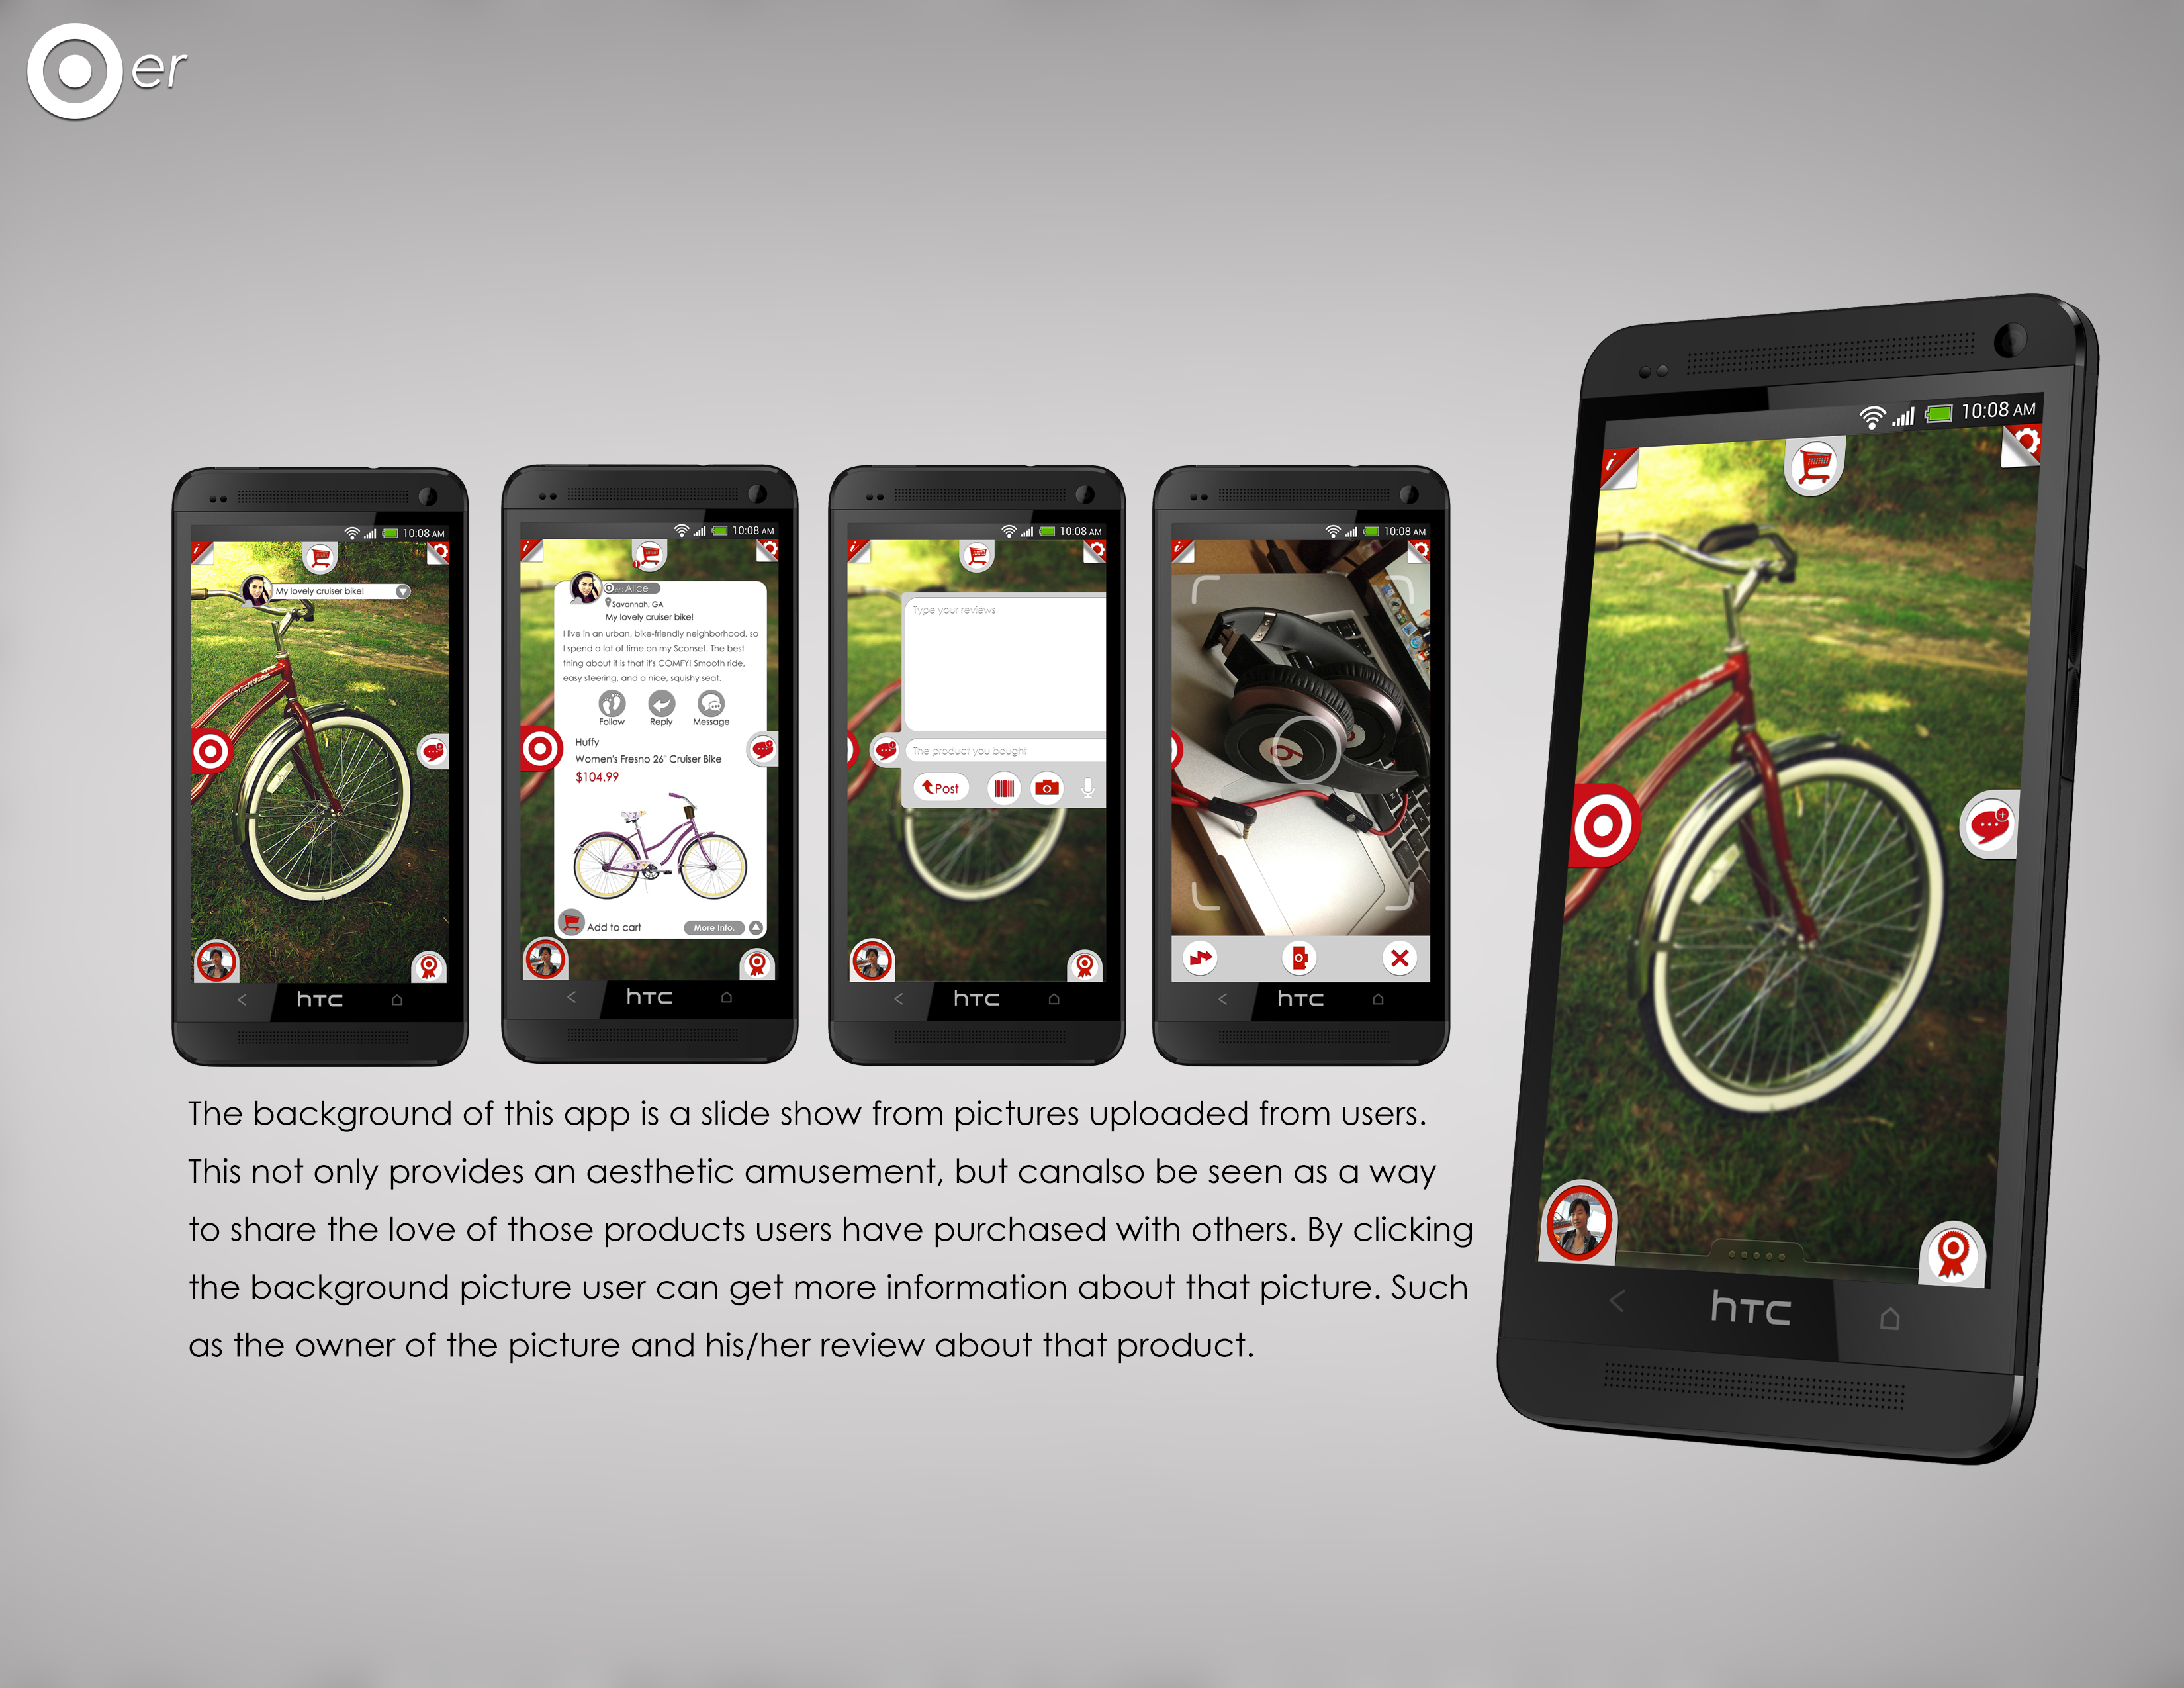 er
10:08 AM
My lovely cruiser bike!
hTC
10:08 AM
er Alice
Savannah, GA
My lovely cruiser bike!
I live in an urban, bike-friendly neighborhood, so
I spend a lot of time on my Sconset. The best
thing about it is that it's COMFY! Smooth ride,
easy steering, and a nice, squishy seat.
Follow Reply Message
Huffy
Women's Fresno 26" Cruiser Bike
$104.99
Add to cart More Info.
hTC
10:08 AM
Type your reviews
The product you bought
Post
hTC
10:08 AM
b
hTC
i
10:08 AM
hTC
The background of this app is a slide show from pictures uploaded from users.
This not only provides an aesthetic amusement, but canalso be seen as a way
to share the love of those products users have purchased with others. By clicking
the background picture user can get more information about that picture. Such
as the owner of the picture and his/her review about that product.